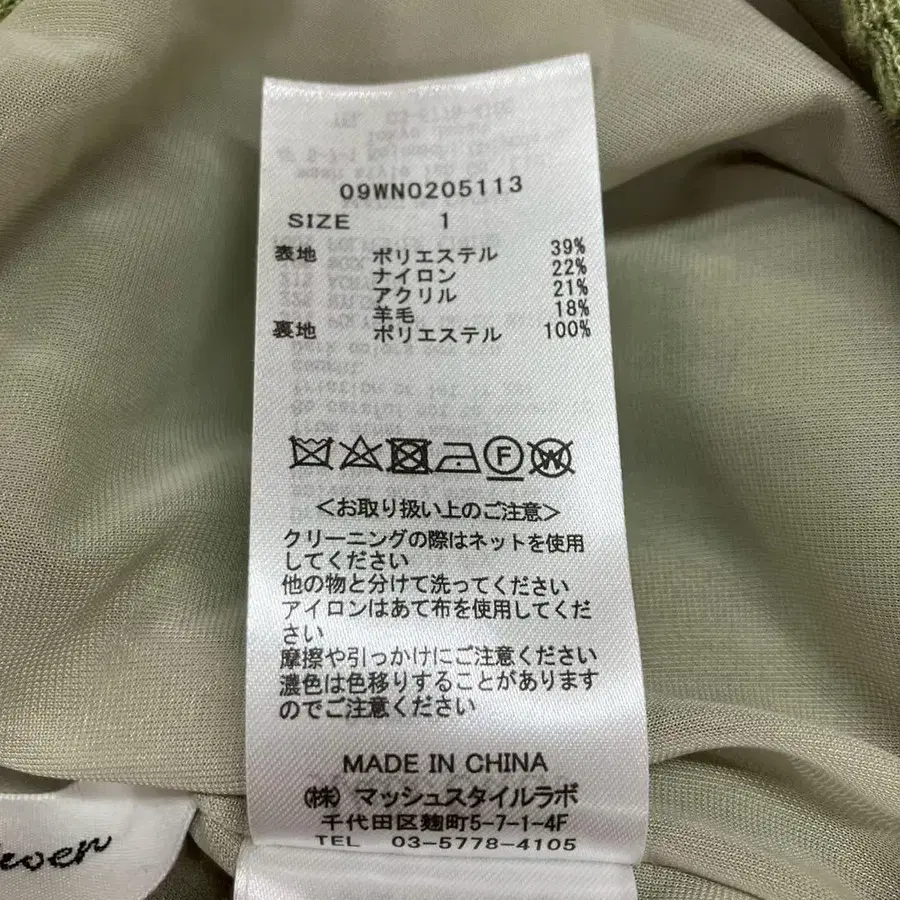 09WNO205113
SIZE 1
表地 ポリエステル 39%
ナイロン 22%
アクリル 21%
羊毛 18%
裏地 ポリエステル 100%
F
W
<お取り扱い上のご注意>
クリーニングの際はネットを使用
してください
他の物と分けて洗ってください
アイロンはあて布を使用してくだ
さい
摩擦や引っかけにご注意ください
濃色は色移りすることがあります
のでご注意ください
MADE IN CHINA
(株) マッシュスタイルラボ
千代田区麹町5-7-1-4F
TEL 03-5778-4105